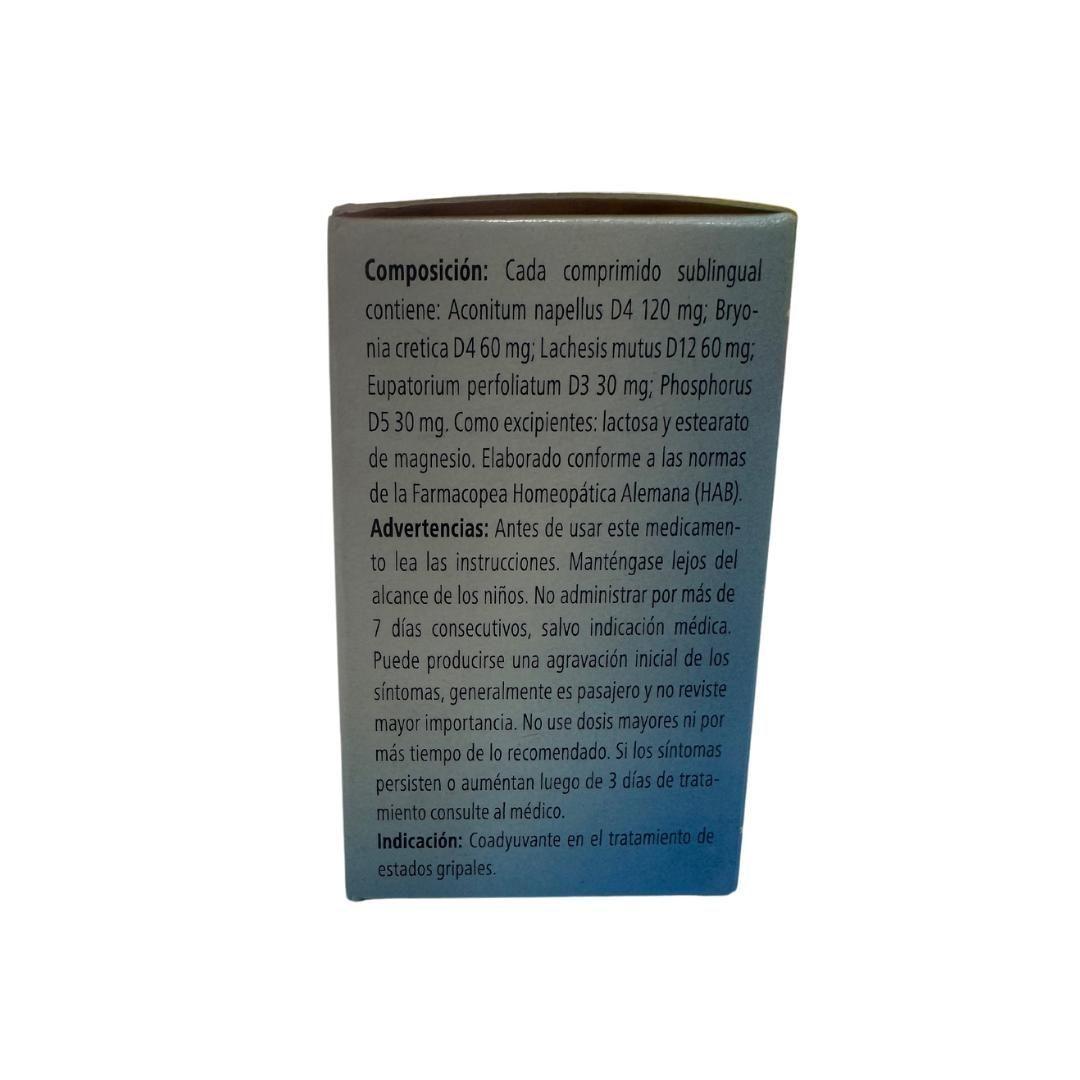 Composición: Cada comprimido sublingual
contiene: Aconitum napellus D4 120 mg; Bryo-
nia cretica D4 60 mg; Lachesis mutus D12 60 mg;
Eupatorium perfoliatum D3 30 mg; Phosphorus
D5 30 mg. Como excipientes: lactosa y estearato
de magnesio. Elaborado conforme a las normas
de la Farmacopea Homeopática Alemana (HAB).
Advertencias: Antes de usar este medicamen-
to lea las instrucciones. Manténgase lejos del
alcance de los niños. No administrar por más de
7 días consecutivos, salvo indicación médica.
Puede producirse una agravación inicial de los
síntomas, generalmente es pasajero y no reviste
mayor importancia. No use dosis mayores ni por
más tiempo de lo recomendado. Si los síntomas
persisten o auméntan luego de 3 días de trata-
miento consulte al médico.
Indicación: Coadyuvante en el tratamiento de
estados gripales.